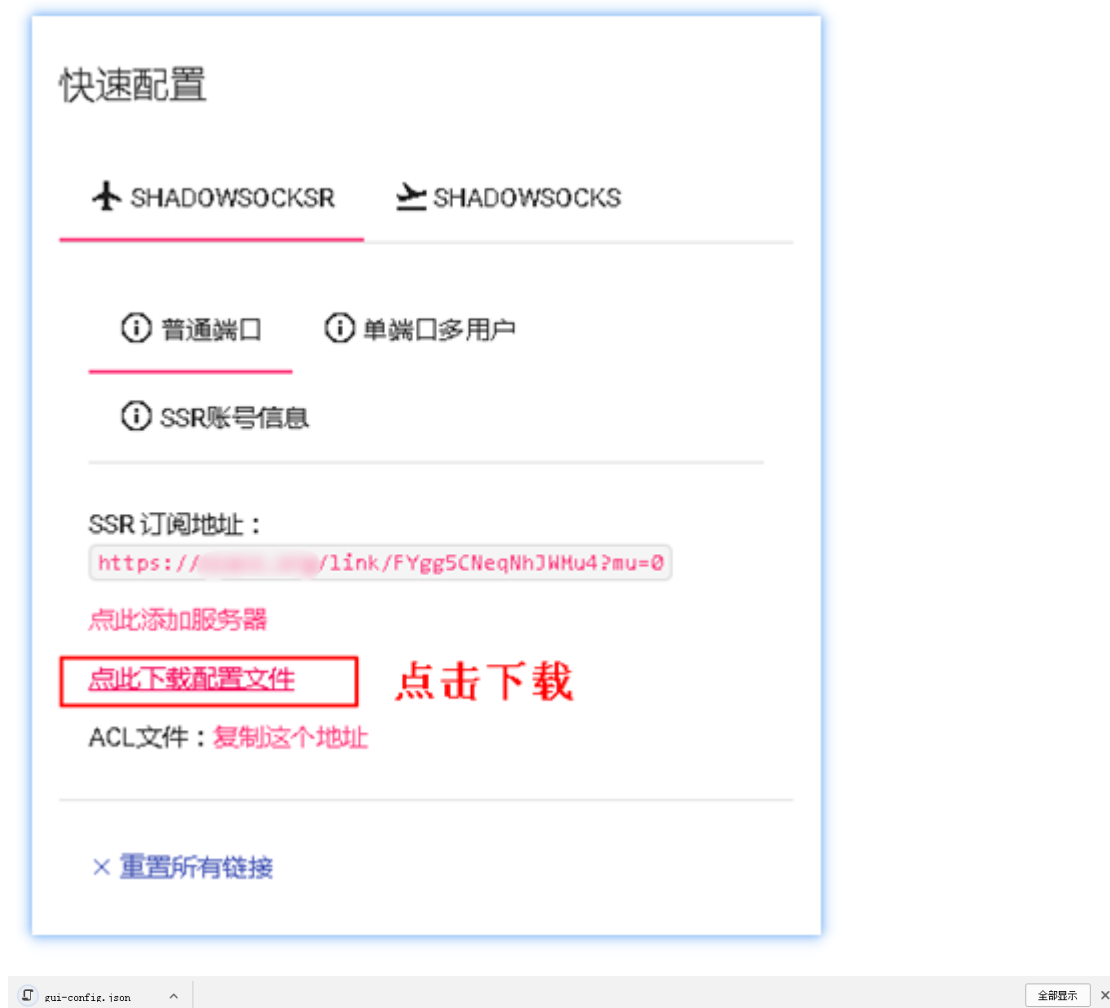 快速配置
SHADOWSOCKSR SHADOWSOCKS
普通端口 单端口多用户
SSR账号信息
SSR 订阅地址：
https:// /link/FYgg5CNeqNhJWMu4?mu=0
点此添加服务器
点此下载配置文件 点击下载
ACL文件：复制这个地址
重置所有链接
gui-config.json 全部显示